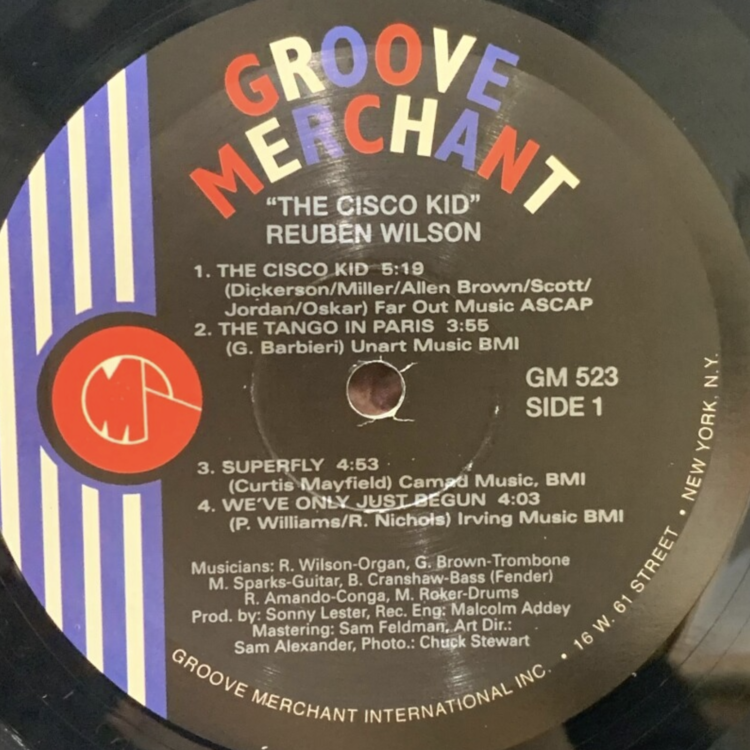 GROOVE
MERCHANT
"THE CISCO KID"
REUBEN WILSON
1. THE CISCO KID 5:19
(Dickerson/Miller/Allen Brown/Scott/
Jordan/Oskar) Far Out Music ASCAP
2. THE TANGO IN PARIS 3:55
(G. Barbieri) Unart Music BMI
GM 523
SIDE 1
3. SUPERFLY 4:53
(Curtis Mayfield) Camad Music, BMI
4. WE'VE ONLY JUST BEGUN 4:03
(P. Williams/R. Nichols) Irving Music BMI
Musicians: R. Wilson-Organ, G. Brown-Trombone
M. Sparks-Guitar, B. Cranshaw-Bass (Fender)
R. Amando-Conga, M. Roker-Drums
Prod. by: Sonny Lester, Rec. Eng: Malcolm Addey
Mastering: Sam Feldman, Art Dir.:
Sam Alexander, Photo.: Chuck Stewart
GROOVE MERCHANT INTERNATIONAL INC. • 16 W. 61 STREET • NEW YORK, N.Y.